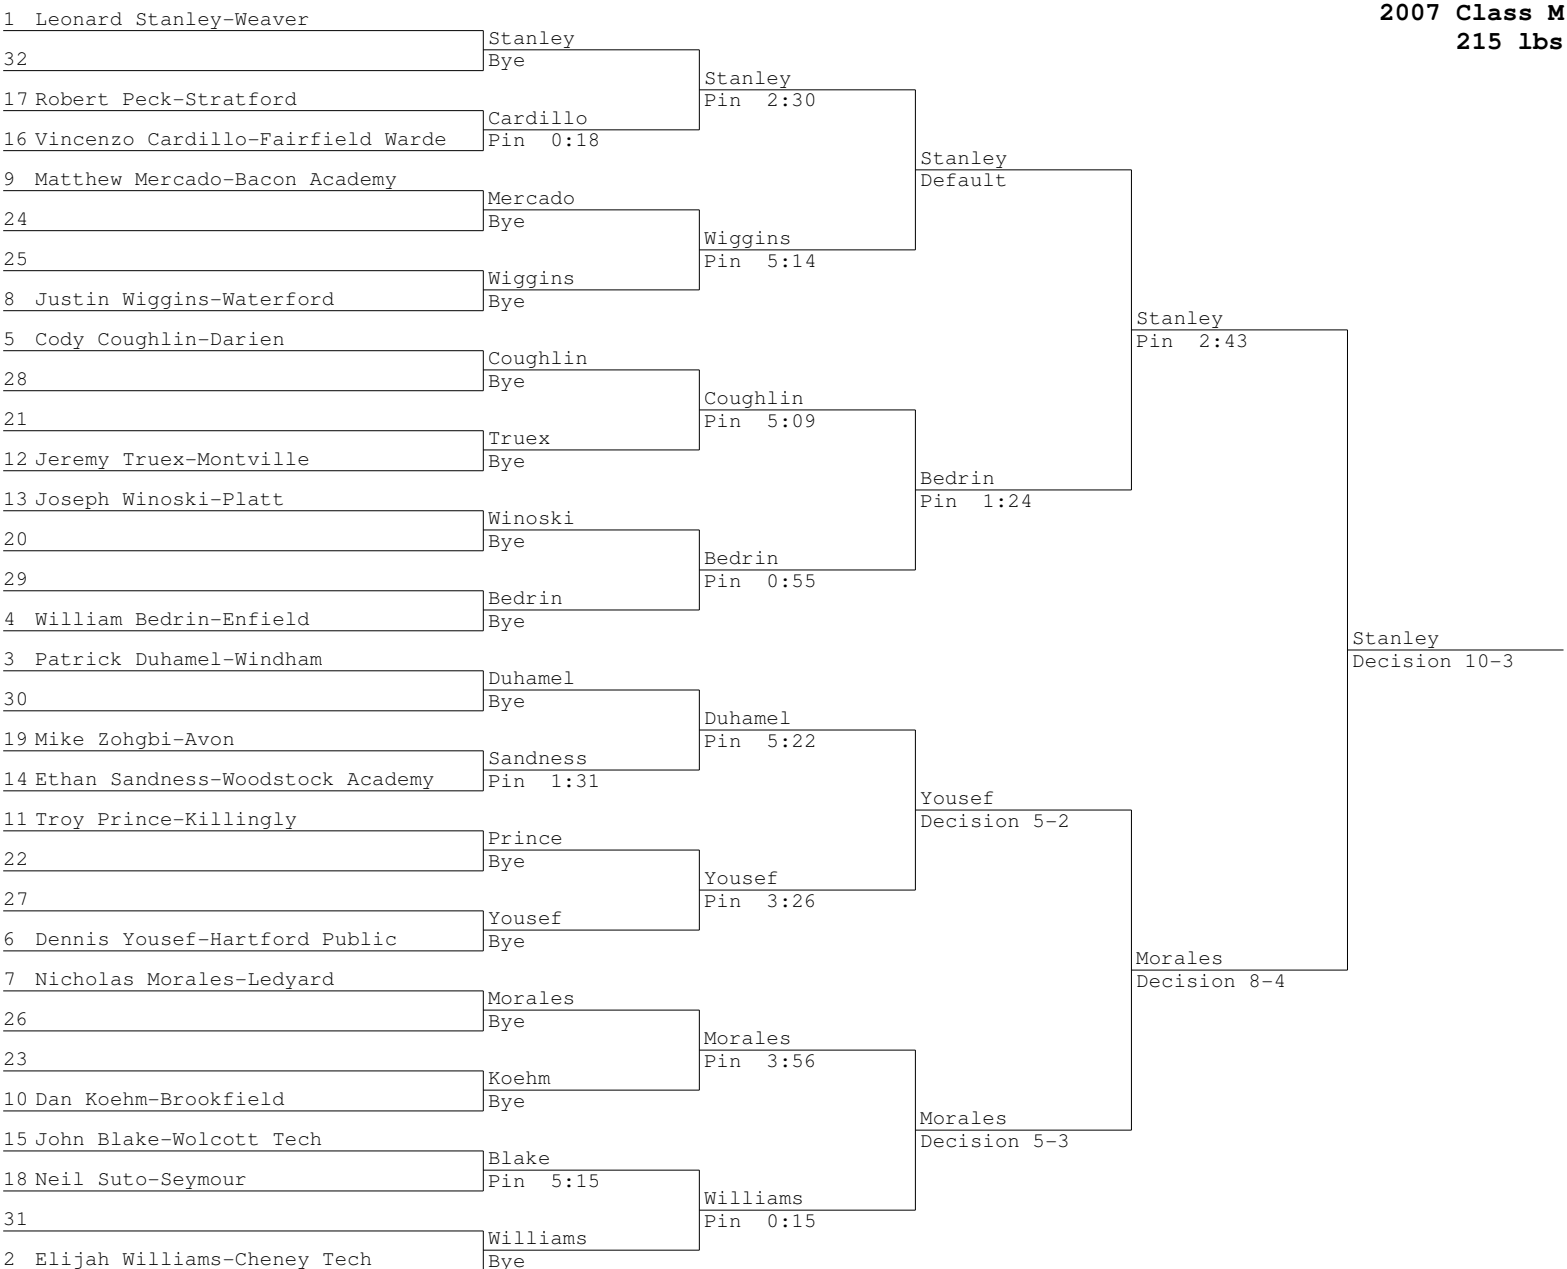 2007 Class M
215 lbs
1 Leonard Stanley-Weaver
32
17 Robert Peck-Stratford
16 Vincenzo Cardillo-Fairfield Warde
9 Matthew Mercado-Bacon Academy
24
25
8 Justin Wiggins-Waterford
5 Cody Coughlin-Darien
28
21
12 Jeremy Truex-Montville
13 Joseph Winoski-Platt
20
29
4 William Bedrin-Enfield
3 Patrick Duhamel-Windham
30
19 Mike Zohgbi-Avon
14 Ethan Sandness-Woodstock Academy
11 Troy Prince-Killingly
22
27
6 Dennis Yousef-Hartford Public
7 Nicholas Morales-Ledyard
26
23
10 Dan Koehm-Brookfield
15 John Blake-Wolcott Tech
18 Neil Suto-Seymour
31
2 Elijah Williams-Cheney Tech
Stanley
Bye
Cardillo
Pin 0:18
Mercado
Bye
Wiggins
Bye
Coughlin
Bye
Truex
Bye
Winoski
Bye
Bedrin
Bye
Duhamel
Bye
Sandness
Pin 1:31
Prince
Bye
Yousef
Bye
Morales
Bye
Koehm
Bye
Blake
Pin 5:15
Williams
Bye
Stanley
Pin 2:30
Wiggins
Pin 5:14
Coughlin
Pin 5:09
Bedrin
Pin 0:55
Duhamel
Pin 5:22
Yousef
Pin 3:26
Morales
Pin 3:56
Williams
Pin 0:15
Stanley
Default
Bedrin
Pin 1:24
Yousef
Decision 5-2
Morales
Decision 5-3
Stanley
Pin 2:43
Morales
Decision 8-4
Stanley
Decision 10-3